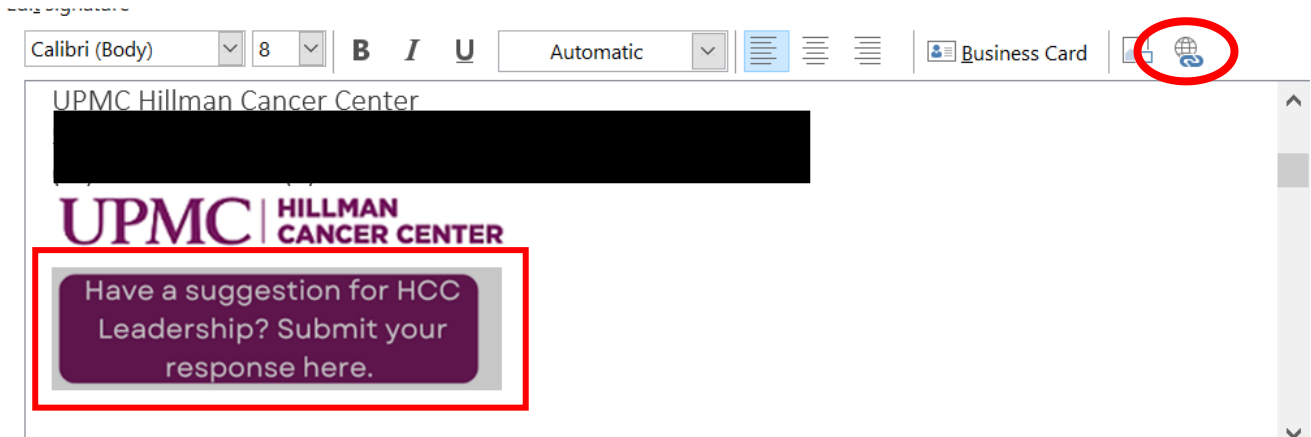 Edit signature
Calibri (Body) 8 B I U Automatic Business Card
UPMC Hillman Cancer Center
UPMC HILLMAN
CANCER CENTER
Have a suggestion for HCC
Leadership? Submit your
response here.